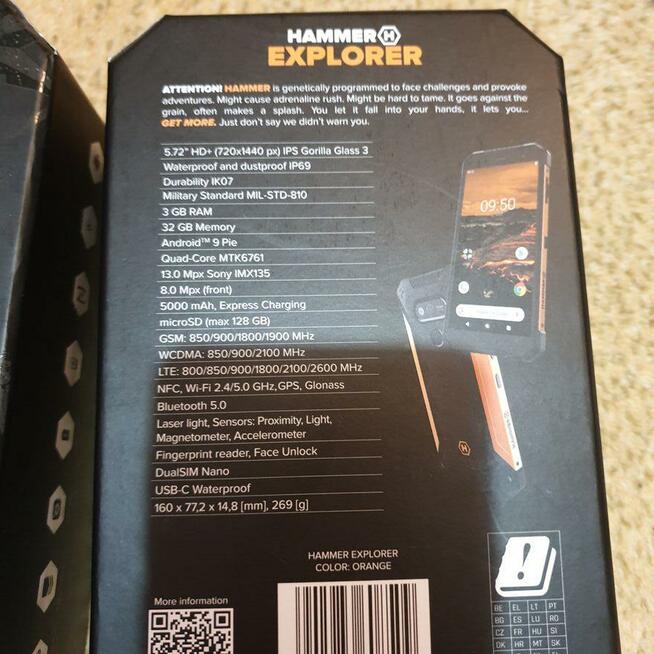 HAMMER H
EXPLORER
ATTENTION! HAMMER is genetically programmed to face challenges and provoke
adventures. Might cause adrenaline rush. Might be hard to tame. It goes against the
grain, often makes a splash. You let it fall into your hands, it lets you...
GET MORE. Just don't say we didn't warn you.
5.72" HD+ (720x1440 px) IPS Gorilla Glass 3
Waterproof and dustproof IP69
Durability IK07
Military Standard MIL-STD-810
3 GB RAM
32 GB Memory
Android™ 9 Pie
Quad-Core MTK6761
13.0 Mpx Sony IMX135
8.0 Mpx (front)
5000 mAh, Express Charging
microSD (max 128 GB)
GSM: 850/900/1800/1900 MHz
WCDMA: 850/900/2100 MHz
LTE: 800/850/900/1800/2100/2600 MHz
NFC, Wi-Fi 2.4/5.0 GHz, GPS, Glonass
Bluetooth 5.0
Laser light, Sensors: Proximity, Light,
Magnetometer, Accelerometer
Fingerprint reader, Face Unlock
DualSIM Nano
USB-C Waterproof
160 x 77,2 x 14,8 [mm], 269 [g]
09:50
HAMMER EXPLORER
COLOR: ORANGE
More information
BE EL LT PT
BG ES LU RO
CZ FR HU SI
DK HR MT SK